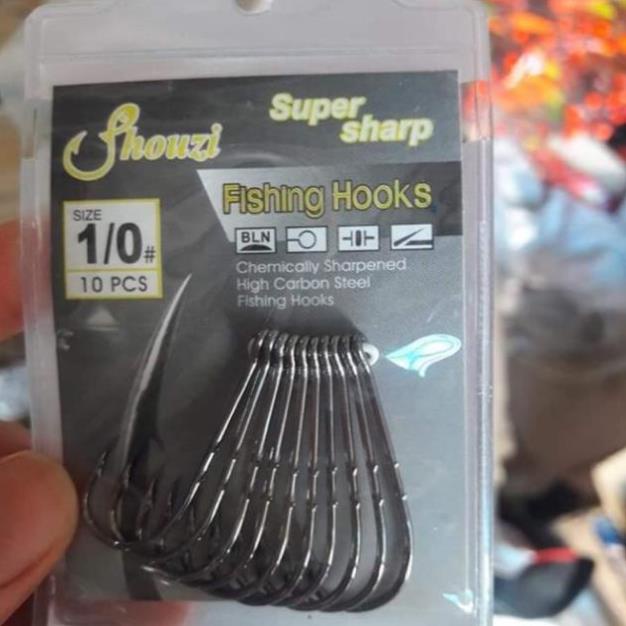 Shouzi
Super
sharp
Fishing Hooks
SIZE
1/0#
10 PCS
BLN
Chemically Sharpened
High Carbon Steel
Fishing Hooks